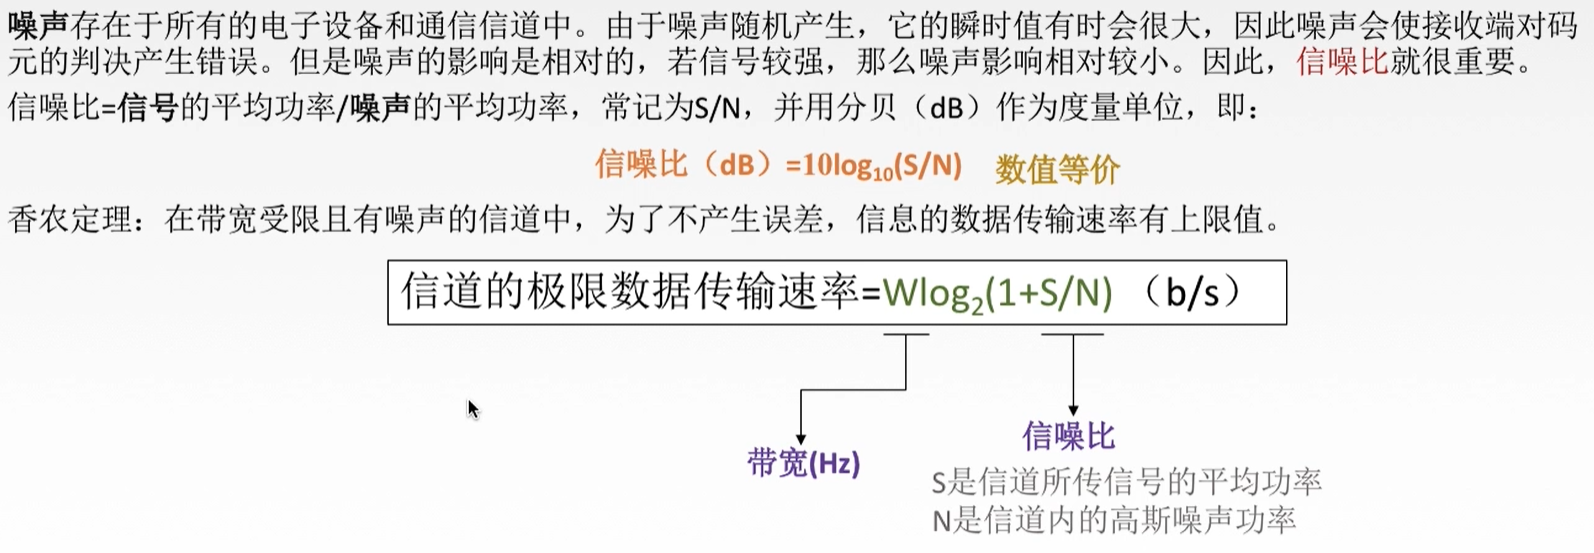 噪声存在于所有的电子设备和通信信道中。由于噪声随机产生，它的瞬时值有时会很大，因此噪声会使接收端对码
元的判决产生错误。但是噪声的影响是相对的，若信号较强，那么噪声影响相对较小。因此，信噪比就很重要。
信噪比=信号的平均功率/噪声的平均功率，常记为S/N，并用分贝（dB）作为度量单位，即：
信噪比（dB）=10log₁₀(S/N) 数值等价
香农定理：在带宽受限且有噪声的信道中，为了不产生误差，信息的数据传输速率有上限值。
信道的极限数据传输速率=Wlog₂(1+S/N) （b/s）
带宽(Hz)
信噪比
S是信道所传信号的平均功率
N是信道内的高斯噪声功率